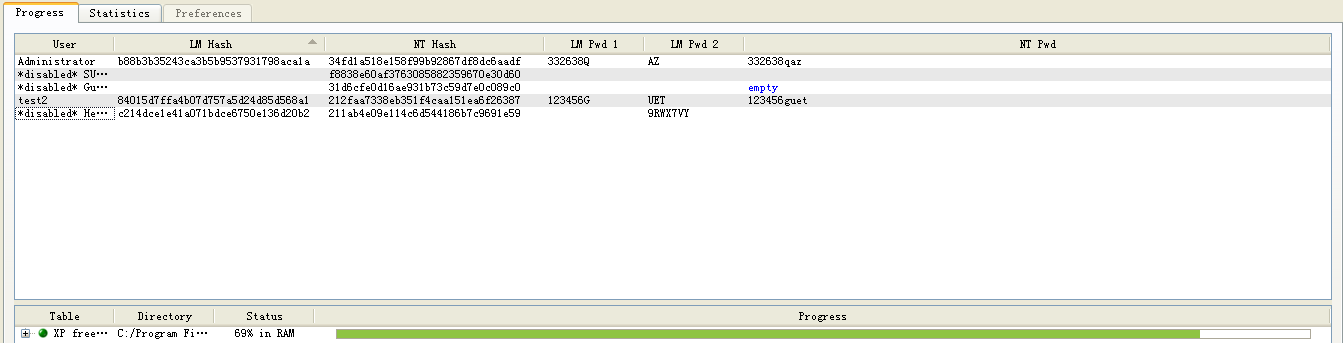 Progress Statistics Preferences
User LM Hash NT Hash LM Pwd 1 LM Pwd 2 NT Pwd
Administrator b88b3b35243ca3b5b9537931798aca1a 34fd1a518e158f99b92867df8dc6aadf 332638Q AZ 332638qaz
*disabled* SU... f8838e60af3763085882359670e30d60
*disabled* Gu... 31d6cfe0d16ae931b73c59d7e0c089c0 empty
test2 84015d7ffa4b07d757a5d24d85d568a1 212faa7338eb351f4caa151ea6f26387 123456G UET 123456guet
*disabled* He... c214dce1e41a071bdce6750e136d20b2 211ab4e09e114c6d544186b7c9691e59 9RWX7VY
Table Directory Status Progress
XP free... C:/Program Fi... 69% in RAM